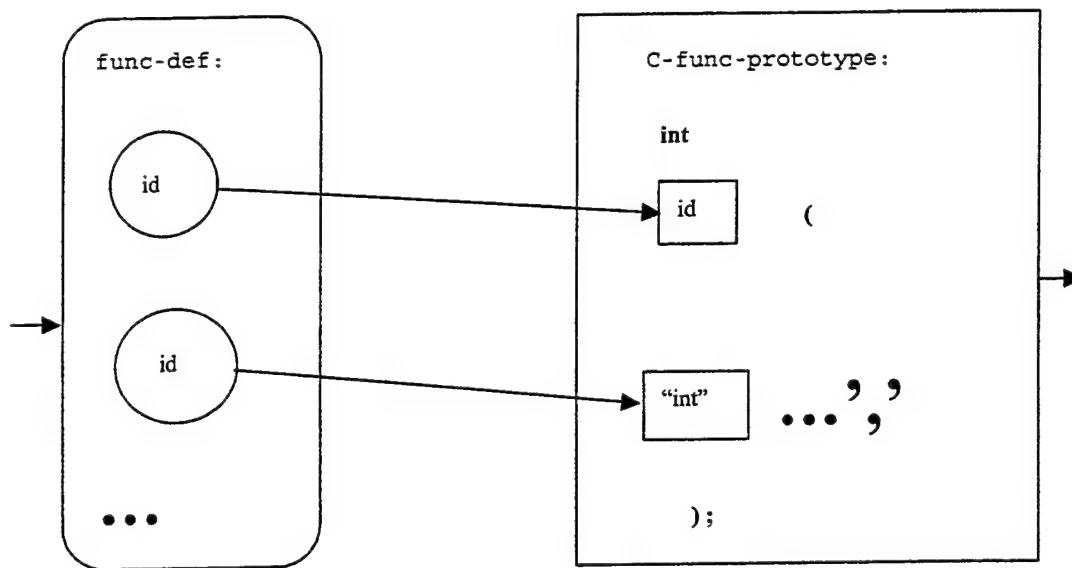 func-def:
id
id
...
C-func-prototype:
int
id (
“int” ... ’,’
);